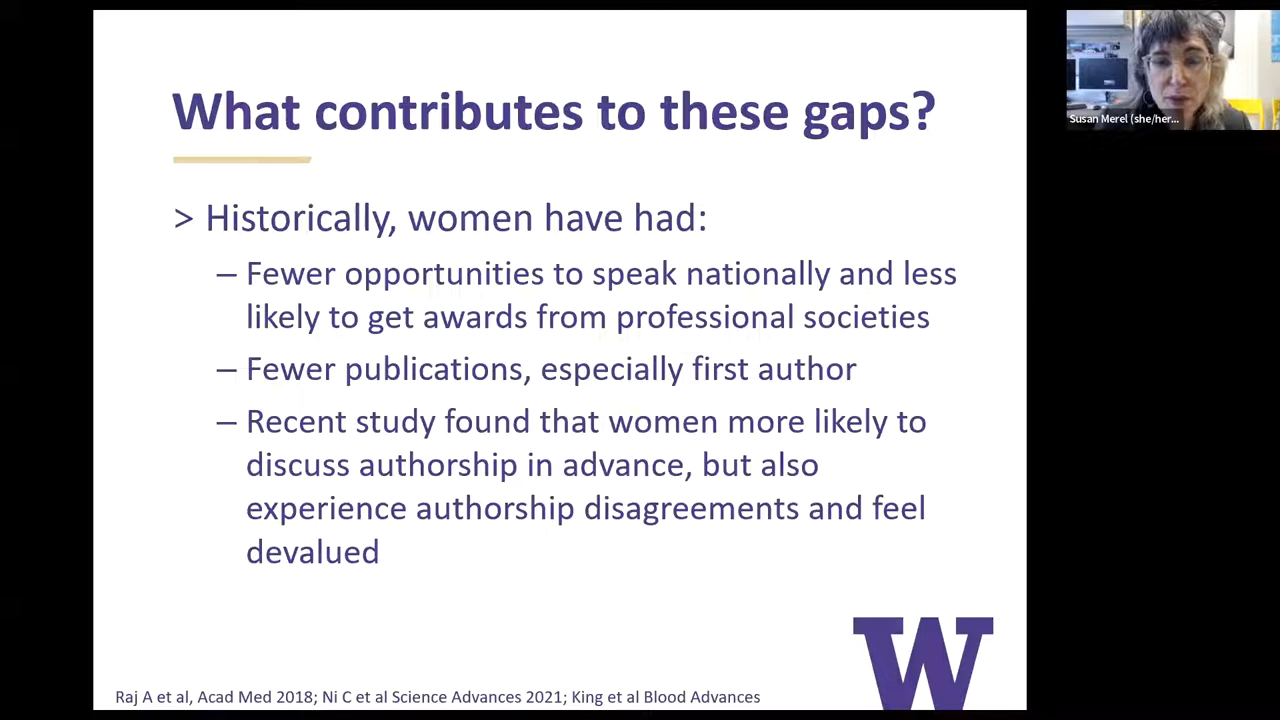 What contributes to these gaps?
> Historically, women have had:
– Fewer opportunities to speak nationally and less
likely to get awards from professional societies
– Fewer publications, especially first author
– Recent study found that women more likely to
discuss authorship in advance, but also
experience authorship disagreements and feel
devalued
W
Raj A et al, Acad Med 2018; Ni C et al Science Advances 2021; King et al Blood Advances
Susan Merel (she/her...